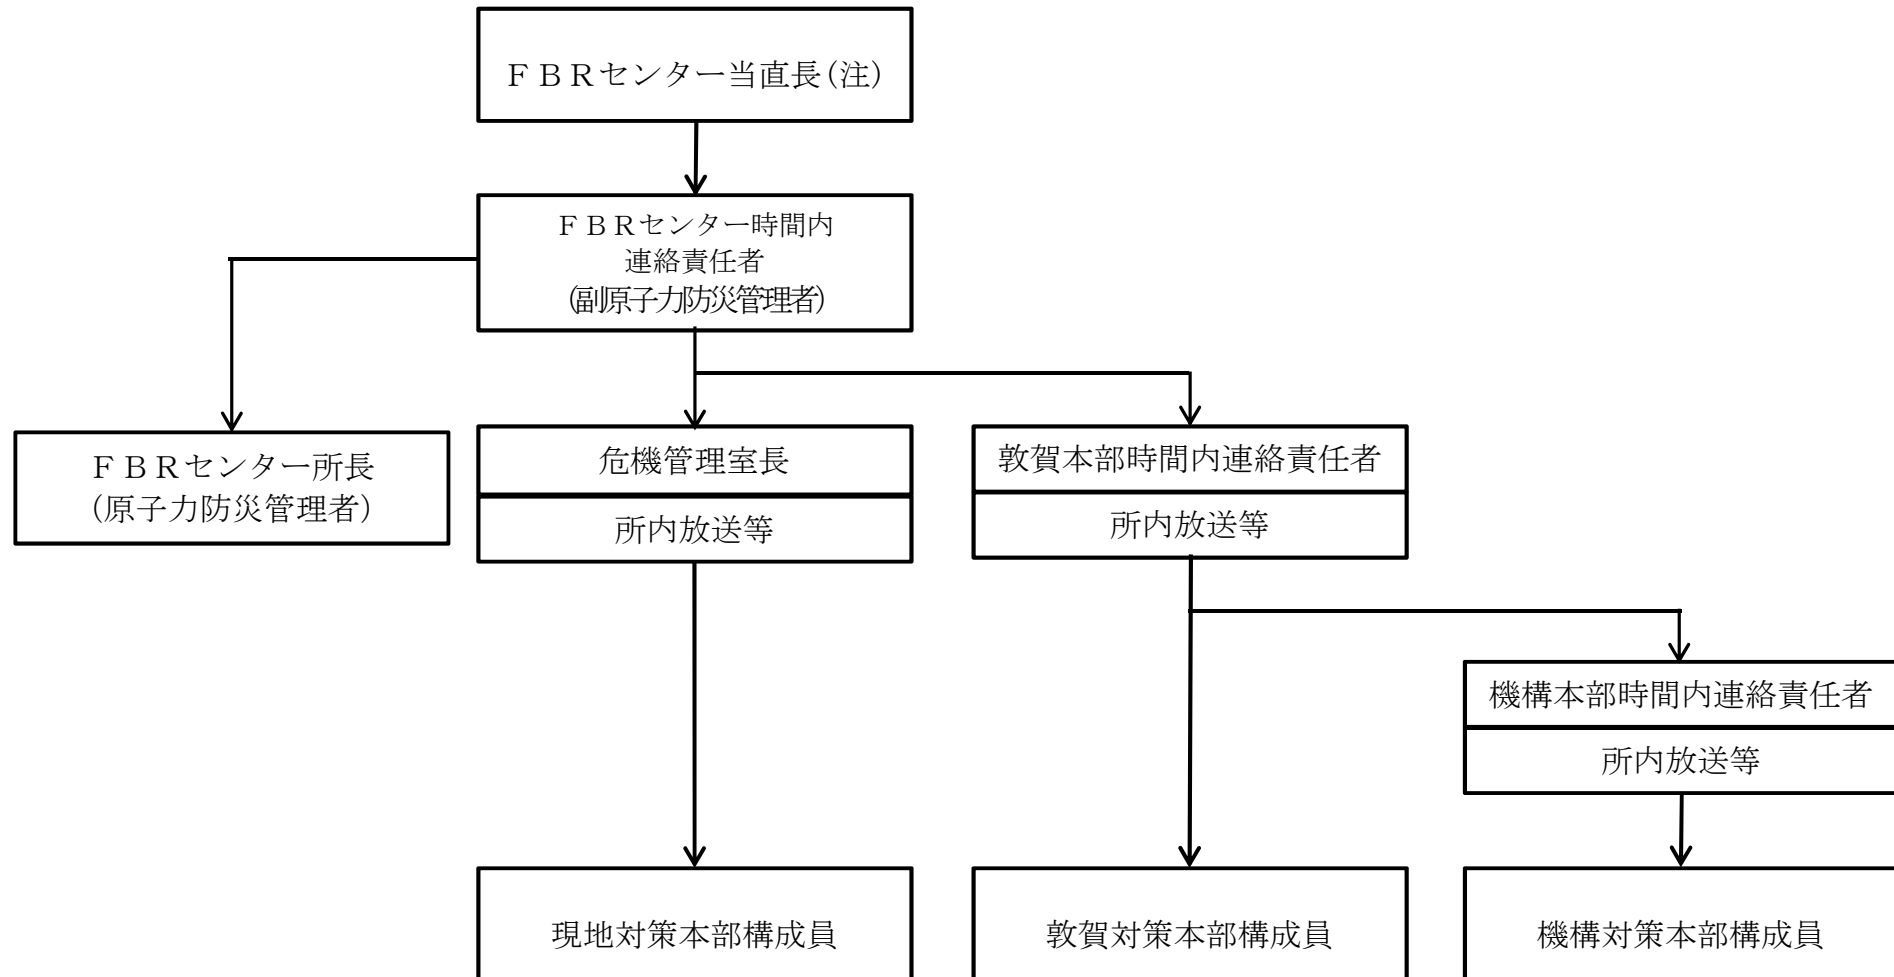 ＦＢＲセンター当直長(注)
ＦＢＲセンター時間内
連絡責任者
(副原子力防災管理者)
ＦＢＲセンター所長
(原子力防災管理者)
危機管理室長
所内放送等
敦賀本部時間内連絡責任者
所内放送等
機構本部時間内連絡責任者
所内放送等
現地対策本部構成員
敦賀対策本部構成員
機構対策本部構成員